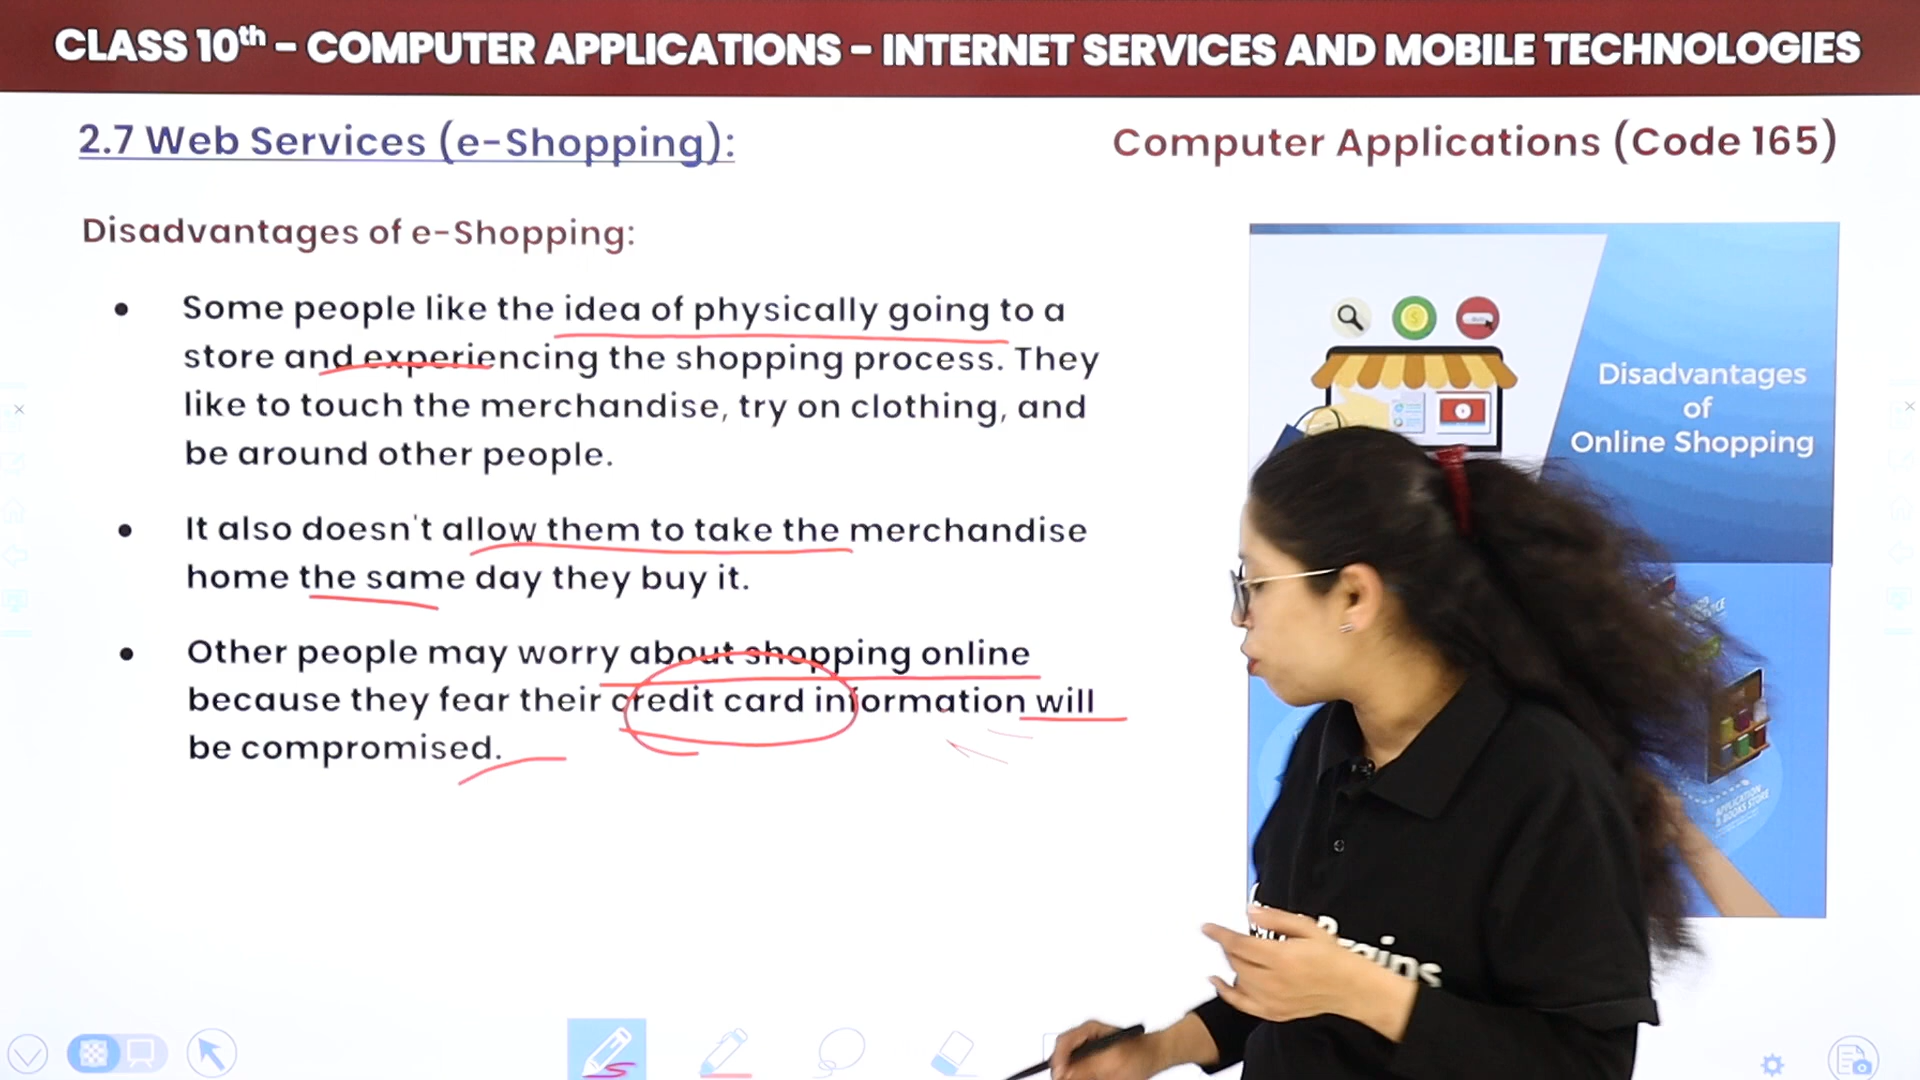 CLASS 10th – COMPUTER APPLICATIONS – INTERNET SERVICES AND MOBILE TECHNOLOGIES
2.7 Web Services (e-Shopping):
Computer Applications (Code 165)
Disadvantages of e-Shopping:
• Some people like the idea of physically going to a
store and experiencing the shopping process. They
like to touch the merchandise, try on clothing, and
be around other people.
• It also doesn't allow them to take the merchandise
home the same day they buy it.
• Other people may worry about shopping online
because they fear their credit card information will
be compromised.
Disadvantages
of
Online Shopping
APPLICATION
& BOOKS STORE